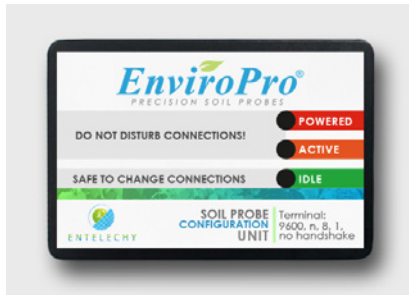 EnviroPro®
PRECISION SOIL PROBES
POWERED
DO NOT DISTURB CONNECTIONS!
ACTIVE
SAFE TO CHANGE CONNECTIONS
IDLE
ENTELECHY
SOIL PROBE
CONFIGURATION
UNIT
Terminal:
9600, n, 8, 1,
no handshake